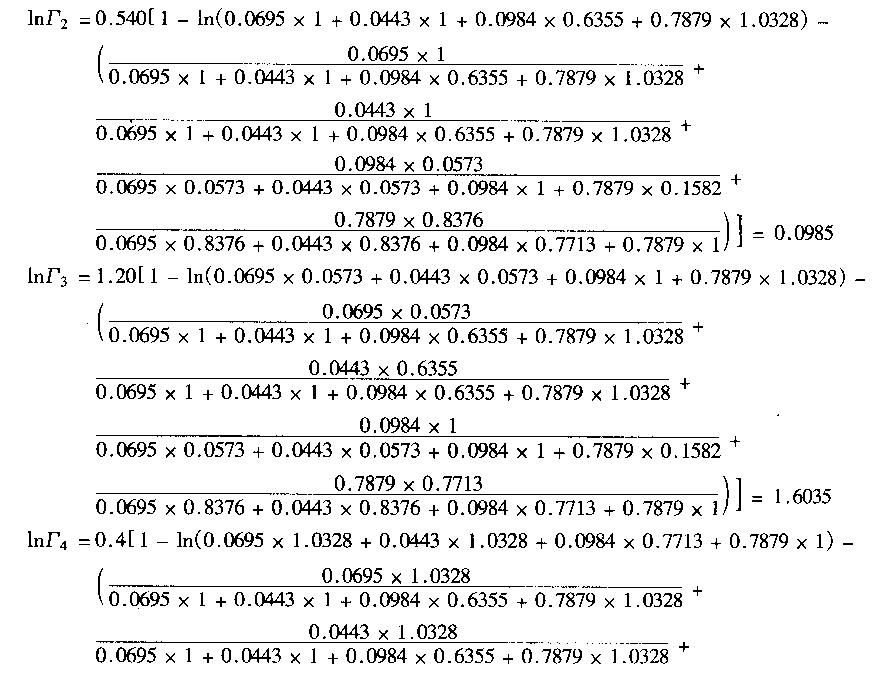 lnΓ₂ = 0.540[1 − ln(0.0695 × 1 + 0.0443 × 1 + 0.0984 × 0.6355 + 0.7879 × 1.0328) −
(0.0695 × 1
0.0695 × 1 + 0.0443 × 1 + 0.0984 × 0.6355 + 0.7879 × 1.0328 +
0.0443 × 1
0.0695 × 1 + 0.0443 × 1 + 0.0984 × 0.6355 + 0.7879 × 1.0328 +
0.0984 × 0.0573
0.0695 × 0.0573 + 0.0443 × 0.0573 + 0.0984 × 1 + 0.7879 × 0.1582 +
0.7879 × 0.8376
0.0695 × 0.8376 + 0.0443 × 0.8376 + 0.0984 × 0.7713 + 0.7879 × 1)] = 0.0985
lnΓ₃ = 1.20[1 − ln(0.0695 × 0.0573 + 0.0443 × 0.0573 + 0.0984 × 1 + 0.7879 × 1.0328) −
(0.0695 × 0.0573
0.0695 × 1 + 0.0443 × 1 + 0.0984 × 0.6355 + 0.7879 × 1.0328 +
0.0443 × 0.6355
0.0695 × 1 + 0.0443 × 1 + 0.0984 × 0.6355 + 0.7879 × 1.0328 +
0.0984 × 1
0.0695 × 0.0573 + 0.0443 × 0.0573 + 0.0984 × 1 + 0.7879 × 0.1582 +
0.7879 × 0.7713
0.0695 × 0.8376 + 0.0443 × 0.8376 + 0.0984 × 0.7713 + 0.7879 × 1)] = 1.6035
lnΓ₄ = 0.4[1 − ln(0.0695 × 1.0328 + 0.0443 × 1.0328 + 0.0984 × 0.7713 + 0.7879 × 1) −
(0.0695 × 1.0328
0.0695 × 1 + 0.0443 × 1 + 0.0984 × 0.6355 + 0.7879 × 1.0328 +
0.0443 × 1.0328
0.0695 × 1 + 0.0443 × 1 + 0.0984 × 0.6355 + 0.7879 × 1.0328 +